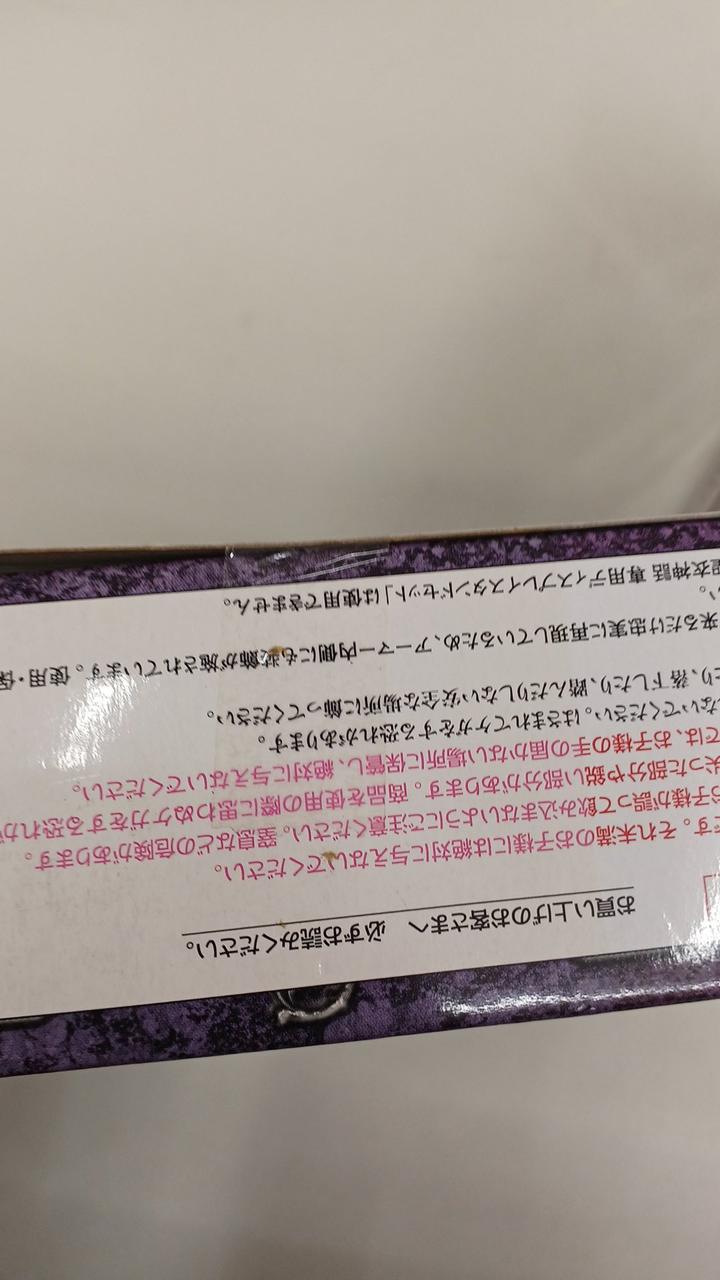 お買い上げのお客さまへ 必ずお読みください。
す。それ未満のお子様には絶対に与えないでください。
お子様が誤って飲み込まないようにご注意ください。窒息などの危険があります。
尖った部分や鋭い部分があります。商品を使用の際に思わぬケガをする恐れが
では、お子様の手の届かない場所に保管し、絶対に与えないでください。
ないでください。はさまれてケガをする恐れがあります。
たり、落下したり、踏んだりしない安全な場所に飾ってください。
来るだけ忠実に再現しているため、アーマー内側にも装飾が施されています。使用・保
い。
聖衣神話 専用ディスプレイスタンドセット」は使用できません。